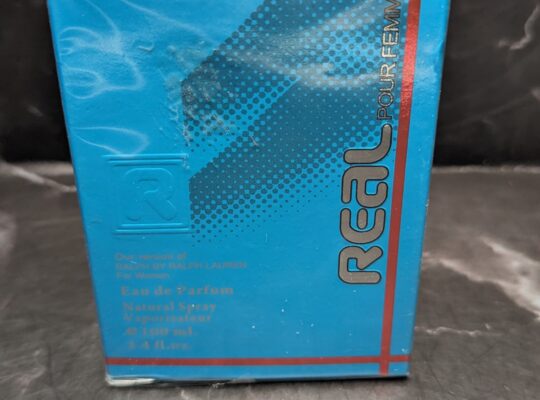 REAL POUR FEMM
R
Our version of
RALPH BY RALPH LAUREN
For Women
Eau de Parfum
Natural Spray
Vaporisateur
℮ 100 ml
3.4 fl.oz